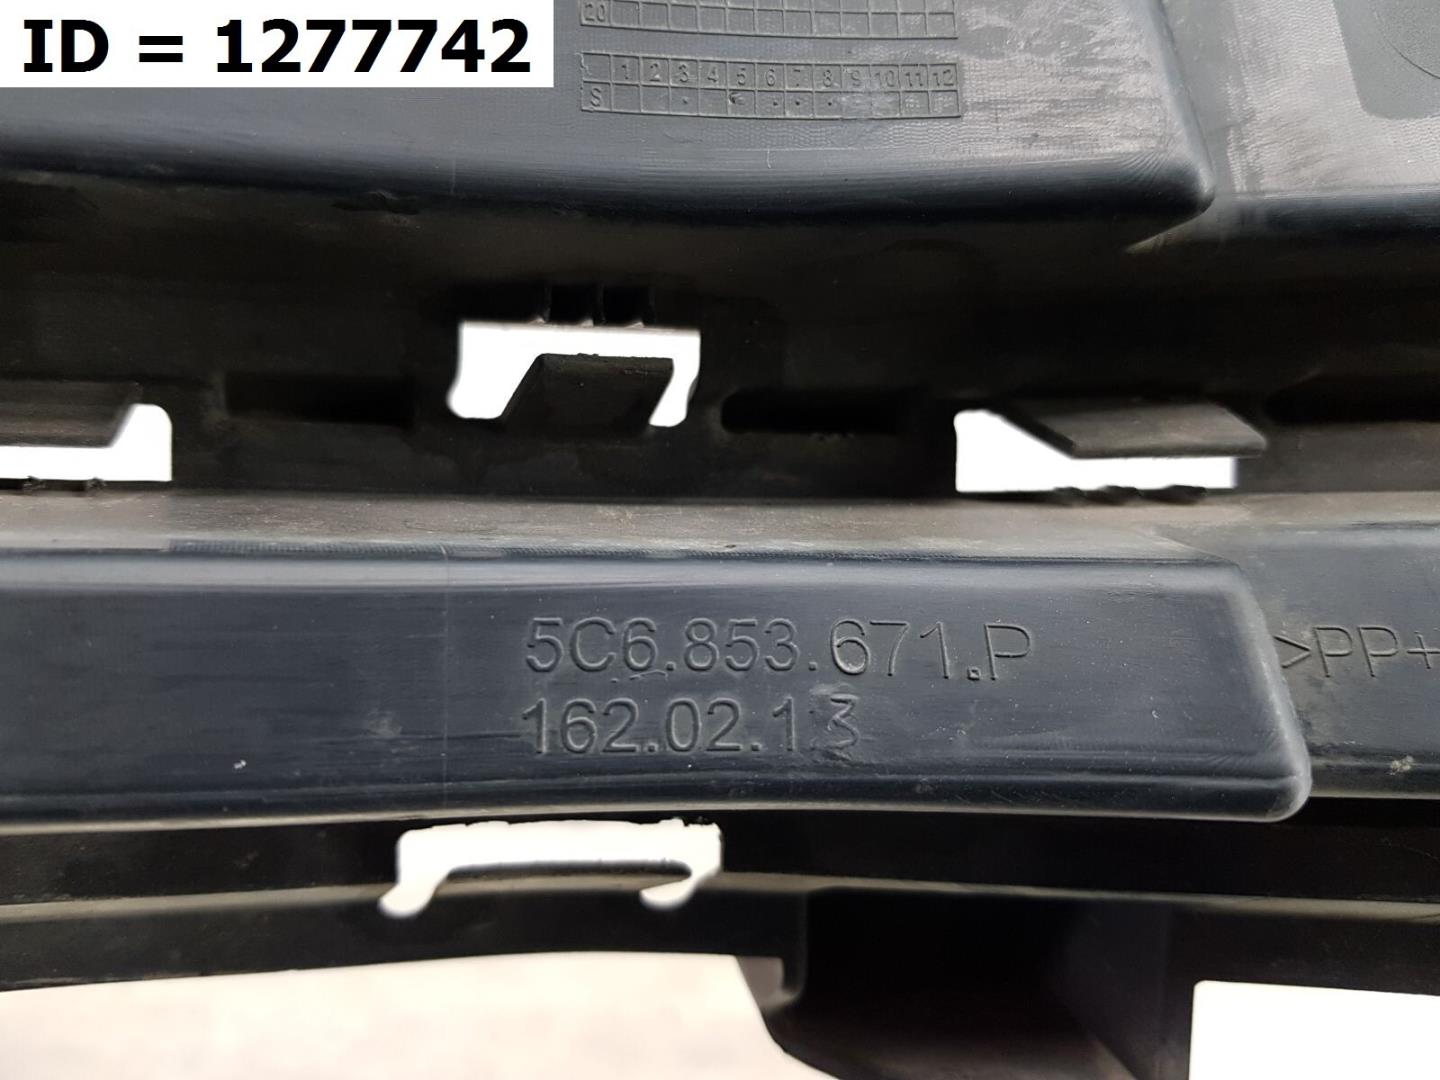 ID = 1277742
20
1 2 3 4 5 6 7 8 9 10 11 12
S
5C6.853.671.P
>PP+
162.02.13